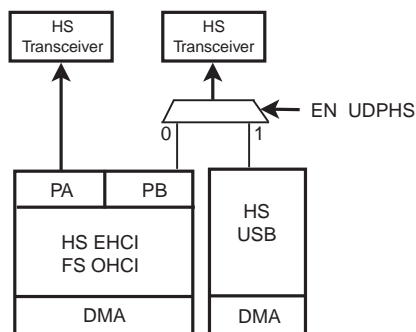 HS
Transceiver
HS
Transceiver
EN UDPHS
0
1
PA
PB
HS
USB
HS EHCI
FS OHCI
DMA
DMA